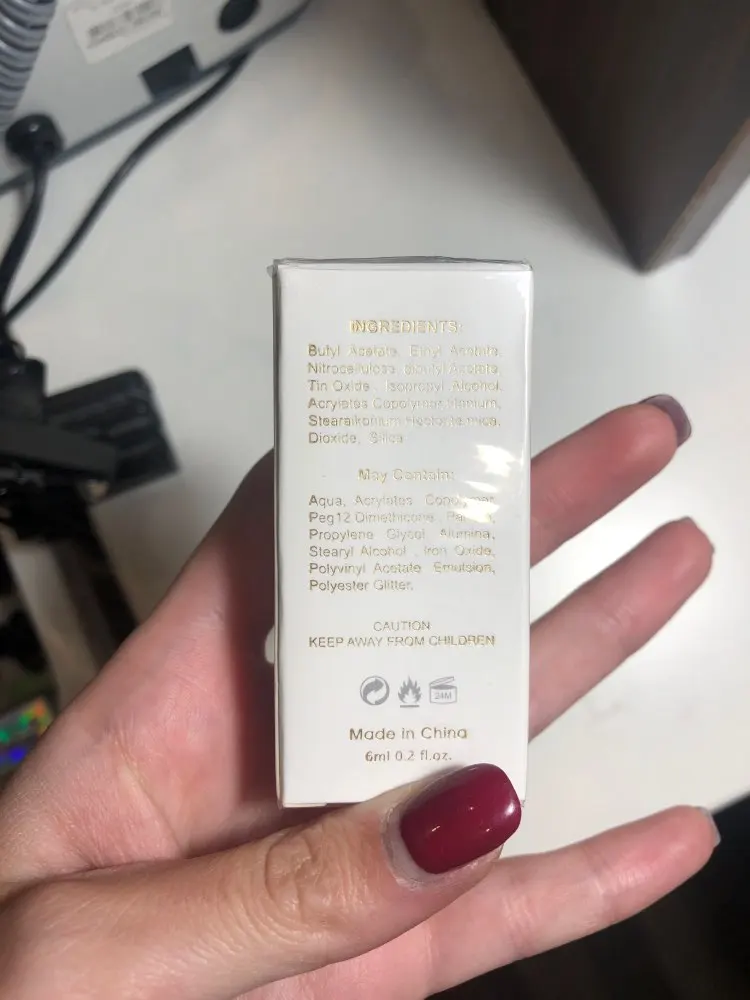 INGREDIENTS:
Butyl Acetate, Ethyl Acetate,
Nitrocellulose, Acetate,
Tin Oxide, Isopropyl Alcohol,
Acrylates Copolymer
Stearalkonium
Dioxide, Silica
May Contain:
Aqua, Acrylates Copolymer,
Peg12 Dimethicone
Propylene Glycol Alumina,
Stearyl Alcohol, Iron Oxide,
Polyvinyl Acetate Emulsion,
Polyester Glitter.
CAUTION
KEEP AWAY FROM CHILDREN
24M
Made in China
6ml 0.2 fl.oz.